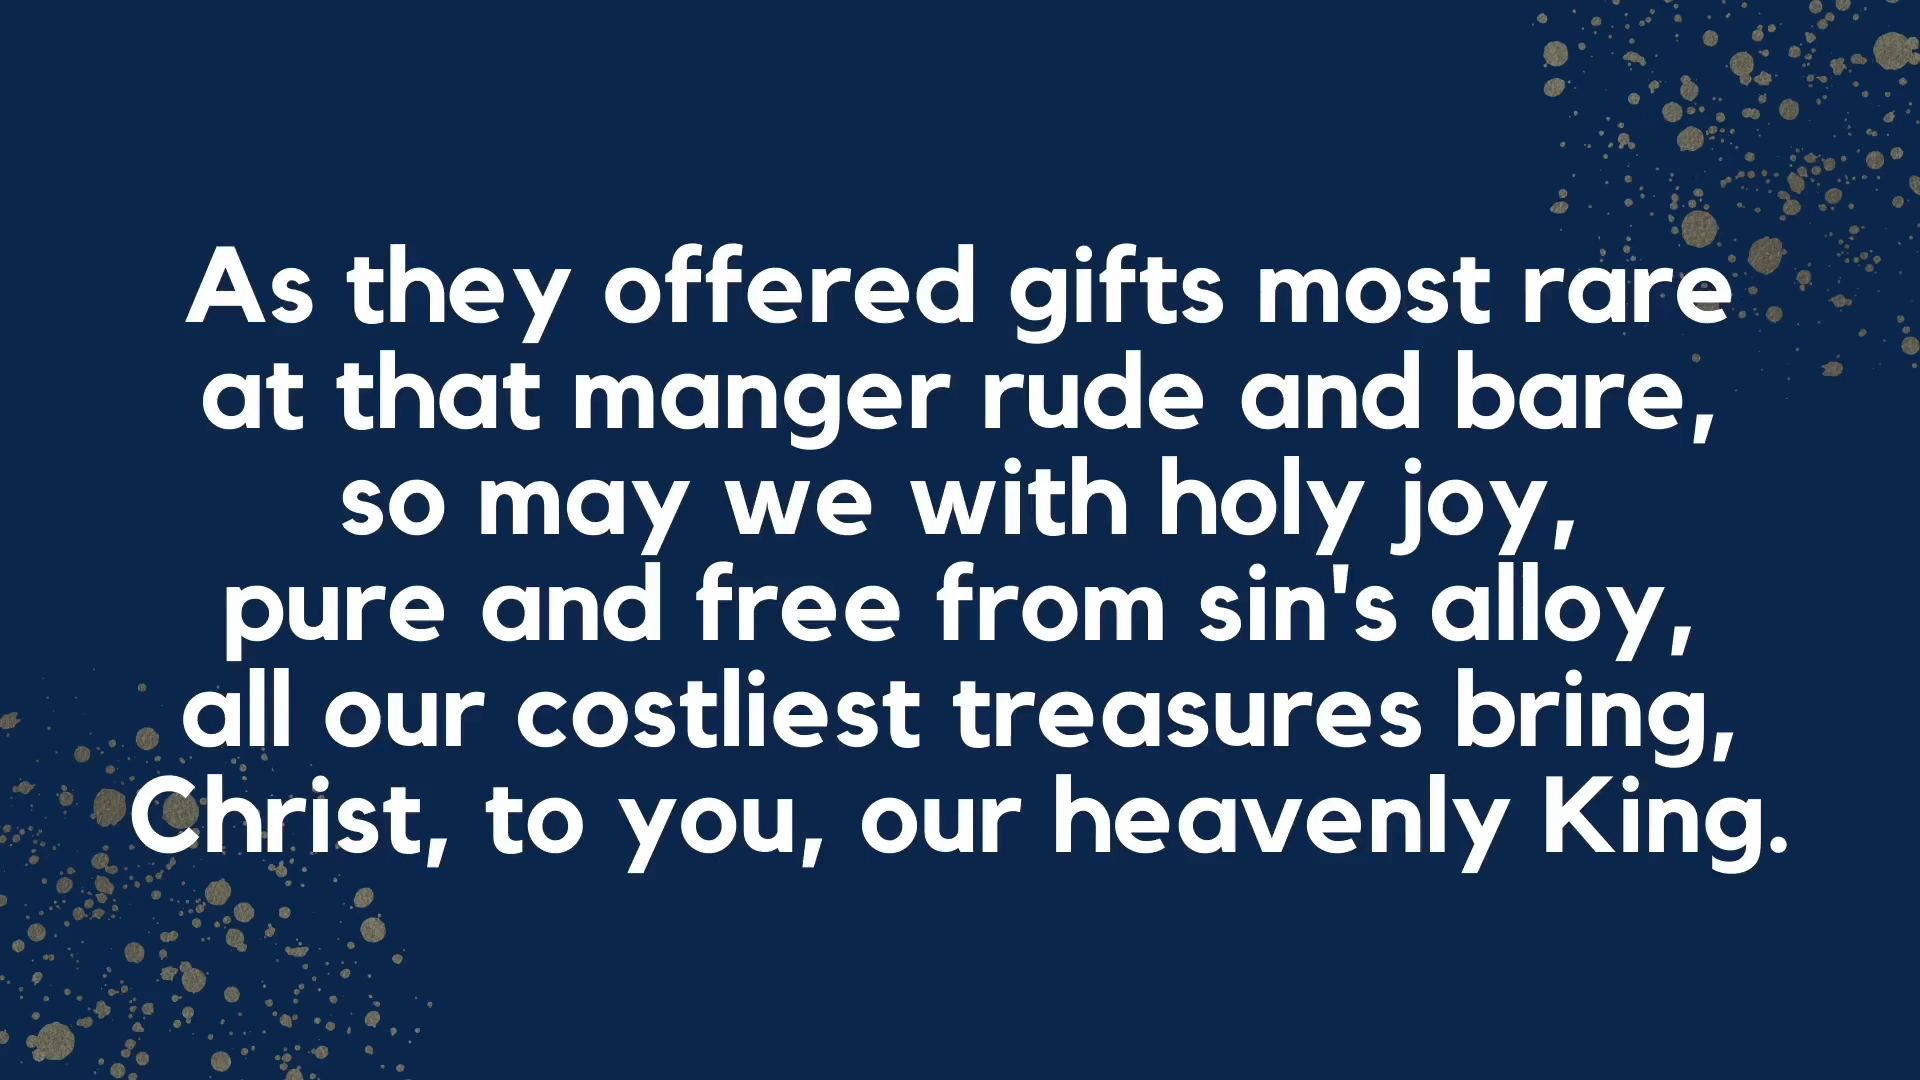 As they offered gifts most rare
at that manger rude and bare,
so may we with holy joy,
pure and free from sin's alloy,
all our costliest treasures bring,
Christ, to you, our heavenly King.